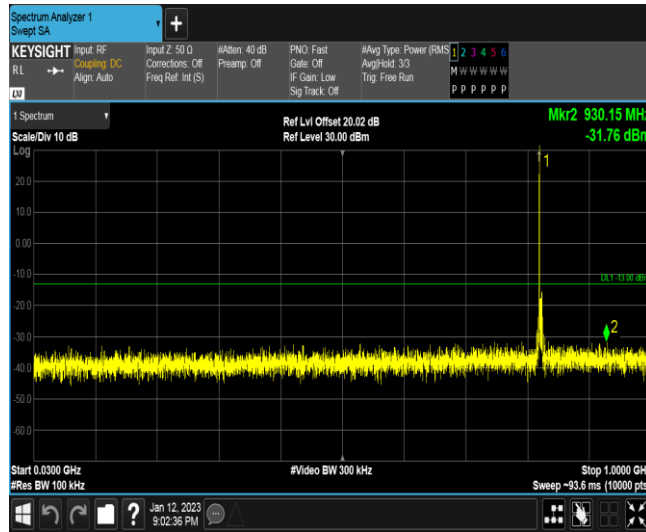 Spectrum Analyzer 1
Swept SA
+
KEYSIGHT Input: RF Input Z: 50 Ω #Atten: 40 dB PNO: Fast #Avg Type: Power (RMS 1 2 3 4 5 6
RL Coupling: DC Corrections: Off Preamp: Off Gate: Off Avg|Hold: 3/3 M W W W W W
Align: Auto Freq Ref: Int (S) IF Gain: Low Trig: Free Run
Sig Track: Off P P P P P P
LXI
1 Spectrum Ref Lvl Offset 20.02 dB Mkr2 930.15 MHz
Scale/Div 10 dB Ref Level 30.00 dBm -31.76 dBm
Log
1
20.0
10.0
0.00
-10.0
DL1 -13.00 dBm
-20.0
2
-30.0
-40.0
-50.0
-60.0
Start 0.0300 GHz #Video BW 300 kHz Stop 1.0000 GHz
#Res BW 100 kHz Sweep ~93.6 ms (10000 pts
? Jan 12, 2023
9:02:36 PM